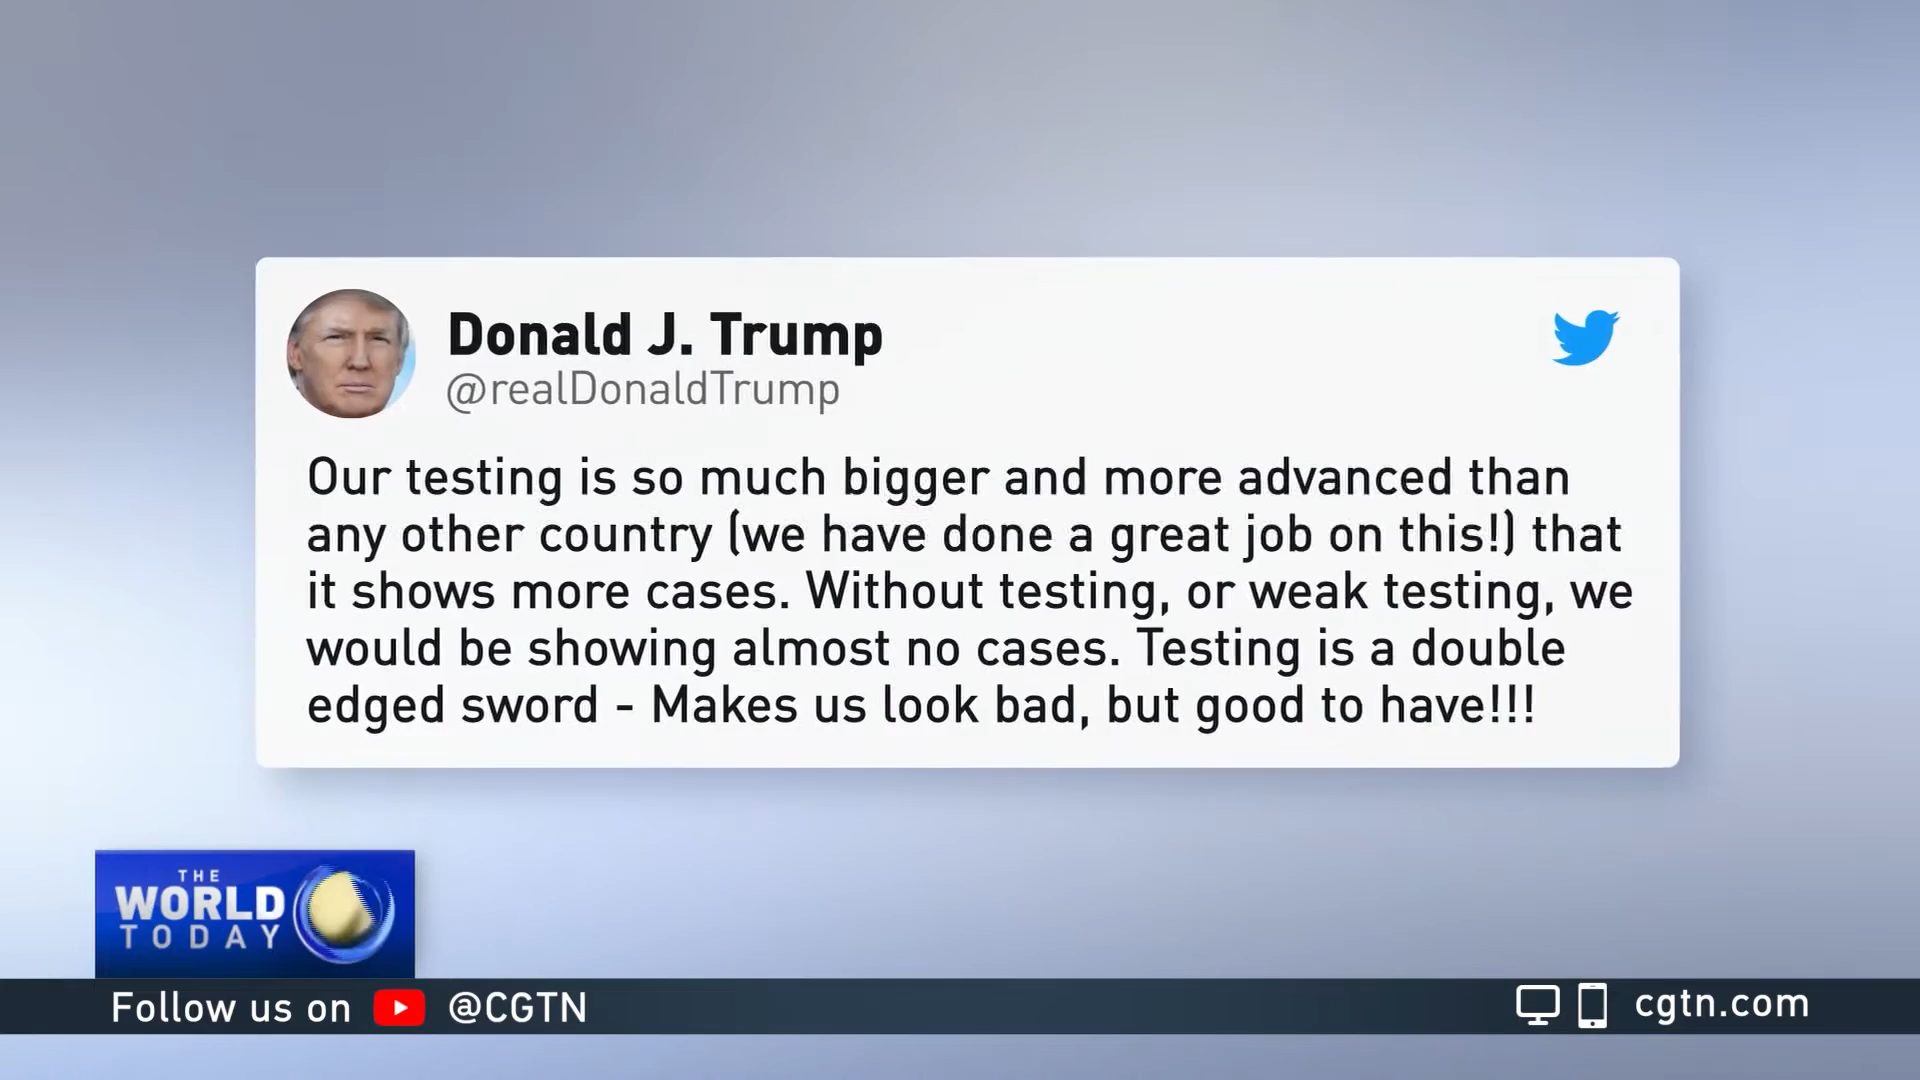 Donald J. Trump
@realDonaldTrump
Our testing is so much bigger and more advanced than
any other country (we have done a great job on this!) that
it shows more cases. Without testing, or weak testing, we
would be showing almost no cases. Testing is a double
edged sword - Makes us look bad, but good to have!!!
THE
WORLD
TODAY
Follow us on @CGTN
cgtn.com